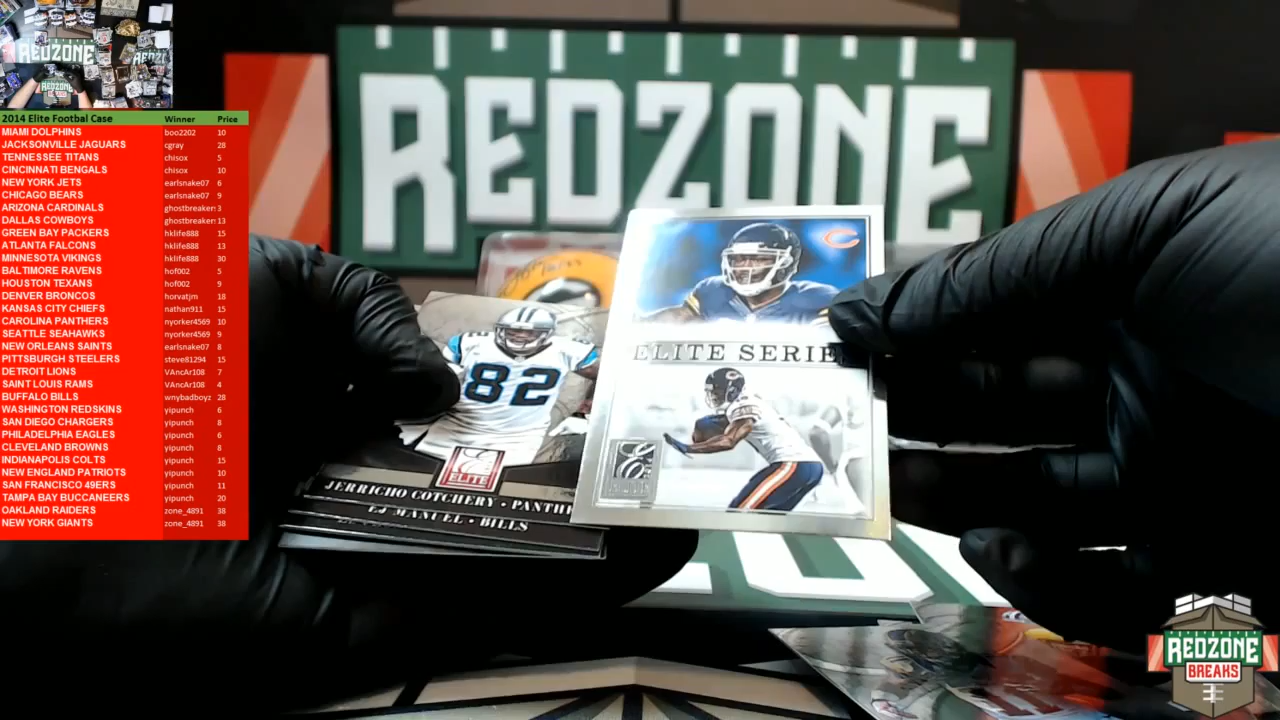 REDZONE
REDZONE
2014 Elite Footbal Case Winner Price
MIAMI DOLPHINS boo2202 10
JACKSONVILLE JAGUARS cgray 28
TENNESSEE TITANS chisox 5
CINCINNATI BENGALS chisox 10
NEW YORK JETS earlsnake07 6
CHICAGO BEARS earlsnake07 9
ARIZONA CARDINALS ghostbreaker 3
DALLAS COWBOYS ghostbreaker 13
GREEN BAY PACKERS hklife888 15
ATLANTA FALCONS hklife888 13
MINNESOTA VIKINGS hklife888 30
BALTIMORE RAVENS hof002 5
HOUSTON TEXANS hof002 9
DENVER BRONCOS horvatjm 18
KANSAS CITY CHIEFS nathan911 15
CAROLINA PANTHERS nyorker4569 10
SEATTLE SEAHAWKS nyorker4569 9
NEW ORLEANS SAINTS earlsnake07 8
PITTSBURGH STEELERS steve81294 15
DETROIT LIONS VAncAr108 7
SAINT LOUIS RAMS VAncAr108 4
BUFFALO BILLS wnybadboyz 28
WASHINGTON REDSKINS yipunch 6
SAN DIEGO CHARGERS yipunch 8
PHILADELPHIA EAGLES yipunch 6
CLEVELAND BROWNS yipunch 8
INDIANAPOLIS COLTS yipunch 15
NEW ENGLAND PATRIOTS yipunch 10
SAN FRANCISCO 49ERS yipunch 11
TAMPA BAY BUCCANEERS yipunch 20
OAKLAND RAIDERS zone_4891 38
NEW YORK GIANTS zone_4891 38
ELITE SERIE
82
ELITE
JERRICHO COTCHERY • PANTH
EJ MANUEL • BILLS
REDZONE
BREAKS